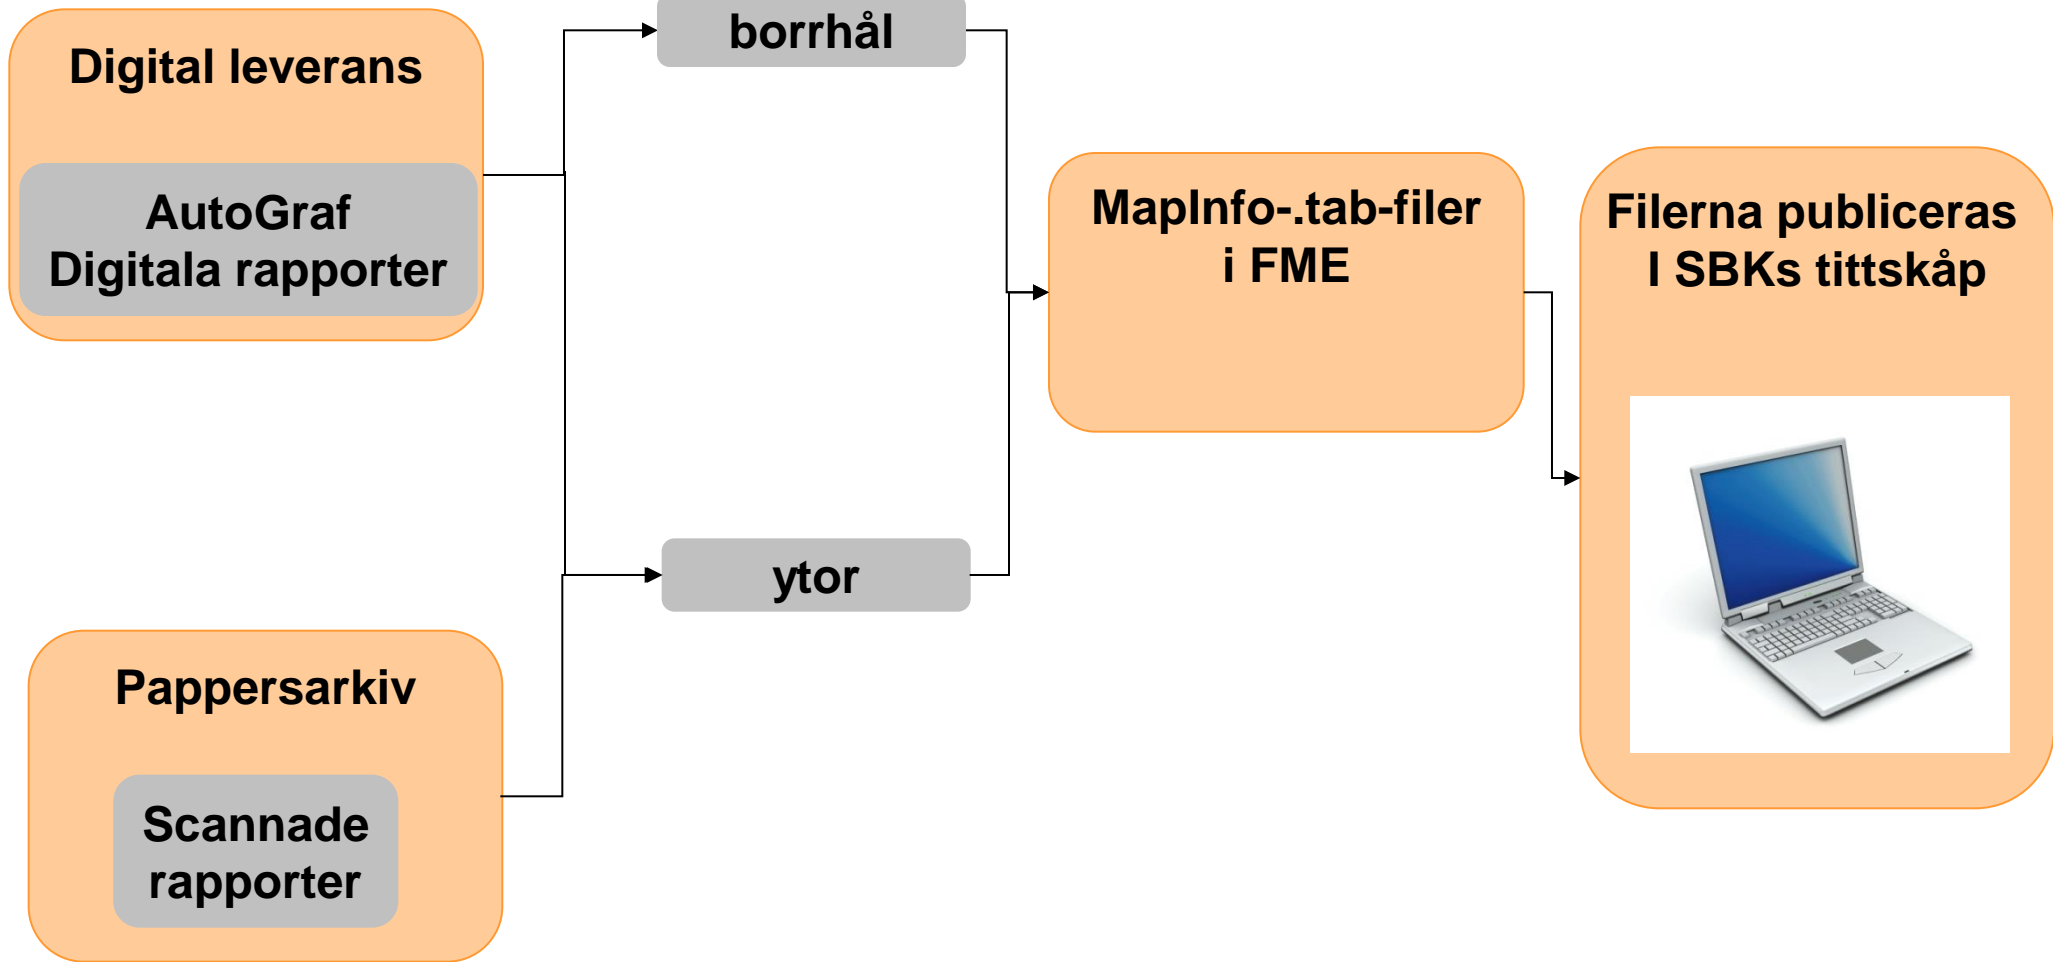 Digital leverans
AutoGraf
Digitala rapporter
borrhål
ytor
Pappersarkiv
Scannade
rapporter
MapInfo-.tab-filer
i FME
Filerna publiceras
I SBKs tittskåp